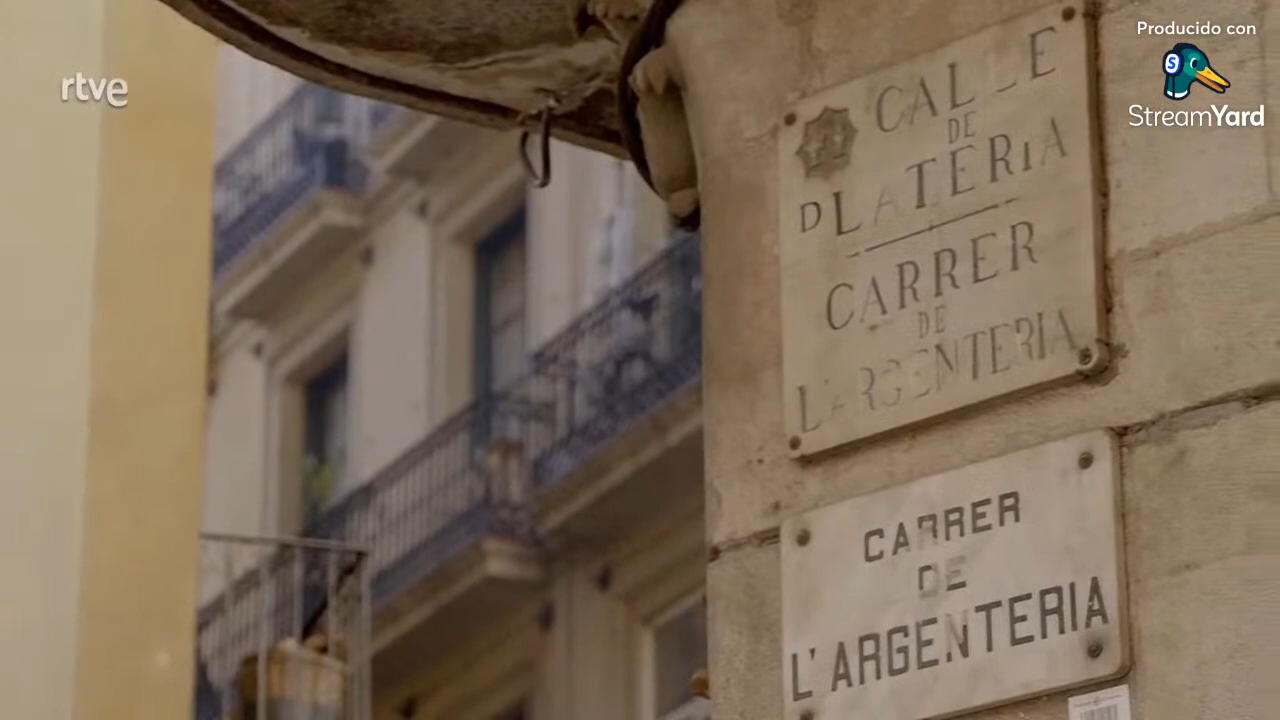 rtve
Producido con
StreamYard
CALLE
DE
PLATERIA
CARRER
DE
L'ARGENTERIA
CARRER
DE
L'ARGENTERIA